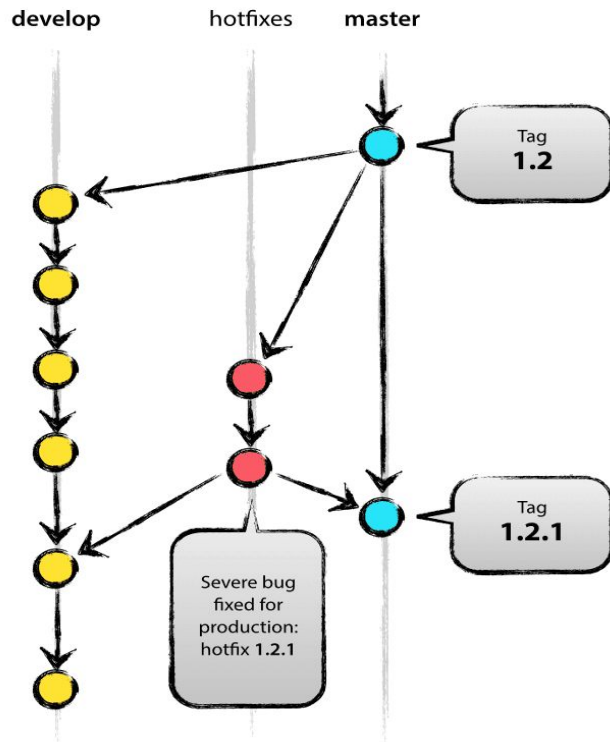 develop
hotfixes
master
Tag
1.2
Tag
1.2.1
Severe bug
fixed for
production:
hotfix 1.2.1